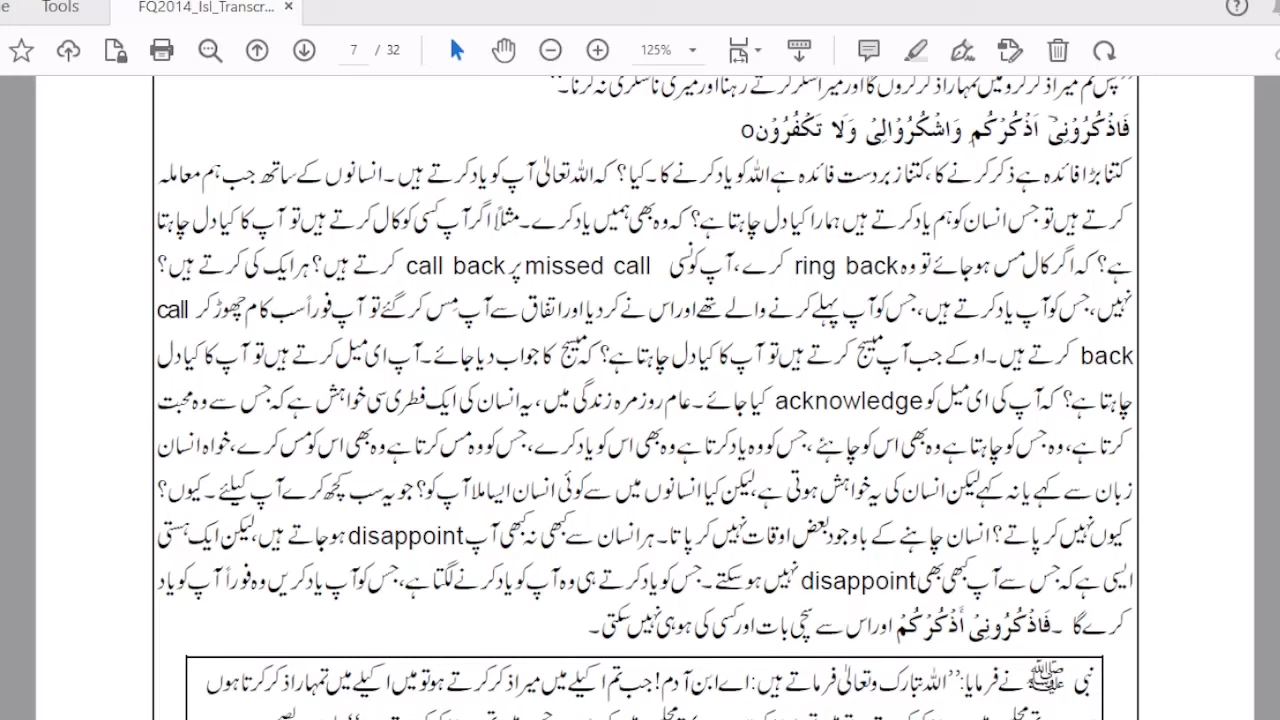 Tools
FQ2014_Isl_Transcr... ×
7 / 32
125%
”پس تم میرا ذکر کرو میں تمہارا ذکر کروں گا اور میرا شکر کرتے رہنا اور میری ناشکری نہ کرنا۔“
فَاذْكُرُوْنِیْٓ اَذْكُرْكُمْ وَاشْكُرُوْالِیْ وَلَا تَكْفُرُوْنِo
کتنا بڑا فائدہ ہے ذکر کرنے کا، کتنا زبردست فائدہ ہے اللہ کو یاد کرنے کا۔ کیا؟ کہ اللہ تعالیٰ آپ کو یاد کرتے ہیں۔ انسانوں کے ساتھ جب ہم معاملہ
کرتے ہیں تو جس انسان کو ہم یاد کرتے ہیں ہمارا کیا دل چاہتا ہے؟ کہ وہ بھی ہمیں یاد کرے۔ مثلاً اگر آپ کسی کو کال کرتے ہیں تو آپ کا کیا دل چاہتا
ہے؟ کہ اگر کال مس ہو جائے تو وہ ring back کرے، آپ کونسی missed call پر call back کرتے ہیں؟ ہر ایک کی کرتے ہیں؟
نہیں، جس کو آپ یاد کرتے ہیں، جس کو آپ پہلے کرنے والے تھے اور اس نے کر دیا اور اتفاق سے آپ مِس کر گئے تو آپ فوراً سب کام چھوڑ کر call
back کرتے ہیں۔ اوکے جب آپ میسج کرتے ہیں تو آپ کا کیا دل چاہتا ہے؟ کہ میسج کا جواب دیا جائے۔ آپ ای میل کرتے ہیں تو آپ کا کیا دل
چاہتا ہے؟ کہ آپ کی ای میل کو acknowledge کیا جائے۔ عام روزمرہ زندگی میں، یہ انسان کی ایک فطری سی خواہش ہے کہ جس سے وہ محبت
کرتا ہے، وہ جس کو چاہتا ہے وہ بھی اس کو چاہئے، جس کو وہ یاد کرتا ہے وہ بھی اس کو یاد کرے، جس کو وہ مس کرتا ہے وہ بھی اس کو مس کرے، خواہ انسان
زبان سے کہے یا نہ کہے لیکن انسان کی یہ خواہش ہوتی ہے، لیکن کیا انسانوں میں سے کوئی انسان ایسا ملا آپ کو؟ جو یہ سب کچھ کرے آپ کیلئے۔ کیوں؟
کیوں نہیں کر پاتے؟ انسان چاہنے کے باوجود بعض اوقات نہیں کر پاتا۔ ہر انسان سے کبھی نہ کبھی آپ disappoint ہو جاتے ہیں، لیکن ایک ہستی
ایسی ہے کہ جس سے آپ کبھی بھی disappoint نہیں ہو سکتے۔ جس کو یاد کرتے ہی وہ آپ کو یاد کرنے لگتا ہے، جس کو آپ یاد کریں وہ فوراً آپ کو یاد
کرے گا۔ فَاذْكُرُوْنِیْ أَذْكُرْكُمْ اور اس سے سچی بات اور کسی کی ہو ہی نہیں سکتی۔
نبی ﷺ نے فرمایا: ”اللہ تبارک و تعالیٰ فرماتے ہیں: اے ابن آدم! جب تم اکیلے میں میرا ذکر کرتے ہو تو میں اکیلے میں تمہارا ذکر کرتا ہوں